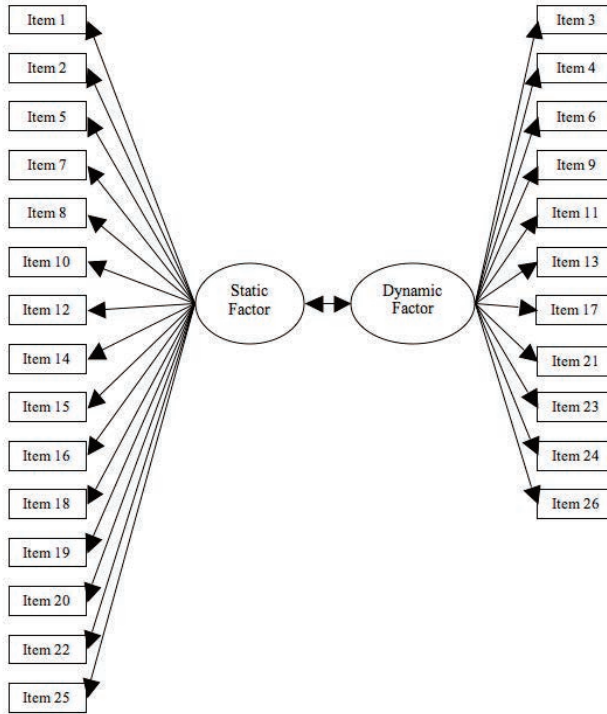 Item 1
Item 2
Item 5
Item 7
Item 8
Item 10
Item 12
Item 14
Item 15
Item 16
Item 18
Item 19
Item 20
Item 22
Item 25
Static
Factor
Dynamic
Factor
Item 3
Item 4
Item 6
Item 9
Item 11
Item 13
Item 17
Item 21
Item 23
Item 24
Item 26